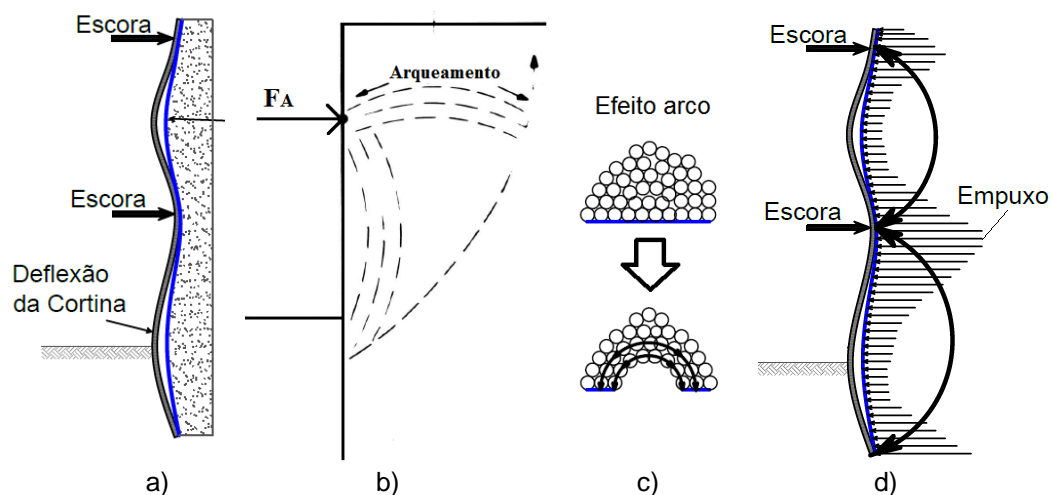 Escora
Escora
Deflexão
da Cortina
a)
Arqueamento
FA
b)
Efeito arco
c)
Escora
Escora
Empuxo
d)